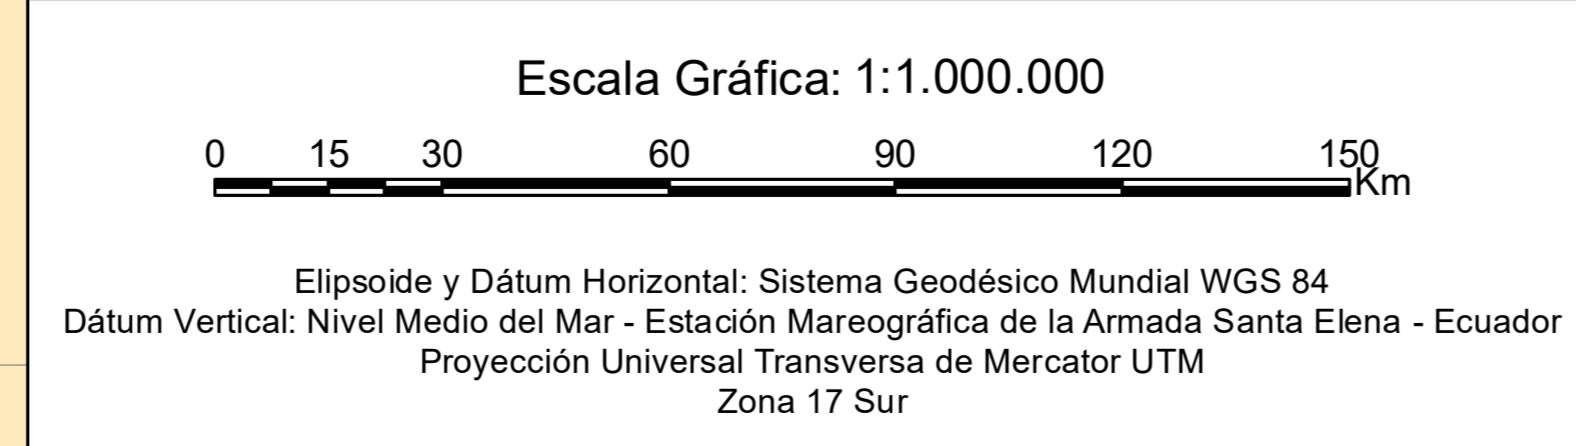 Escala Gráfica: 1:1.000.000
0 15 30 60 90 120 150
Km
Elipsoide y Dátum Horizontal: Sistema Geodésico Mundial WGS 84
Dátum Vertical: Nivel Medio del Mar - Estación Mareográfica de la Armada Santa Elena - Ecuador
Proyección Universal Transversa de Mercator UTM
Zona 17 Sur